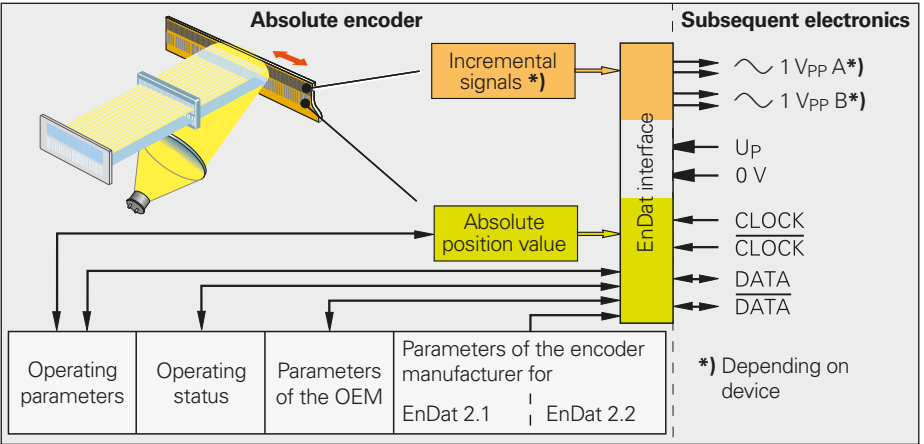 Absolute encoder
Subsequent electronics
Incremental
signals *)
1 VPP A*)
1 VPP B*)
EnDat interface
UP
0 V
Absolute
position value
CLOCK
CLOCK
DATA
DATA
Operating
parameters
Operating
status
Parameters
of the OEM
Parameters of the encoder
manufacturer for
EnDat 2.1
EnDat 2.2
*) Depending on
device